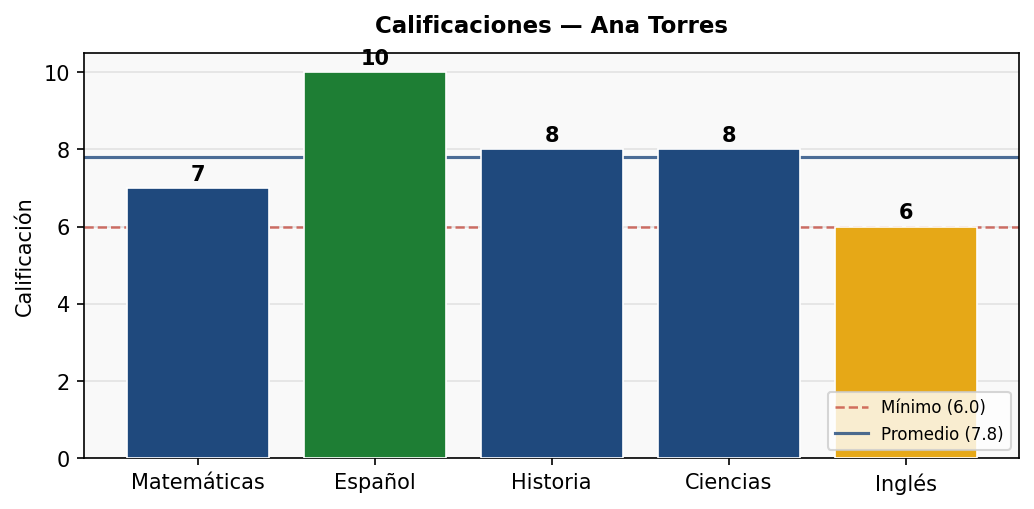 Calificaciones — Ana Torres
Calificación
10
8
6
4
2
0
7
10
8
8
6
Mínimo (6.0)
Promedio (7.8)
Matemáticas
Español
Historia
Ciencias
Inglés